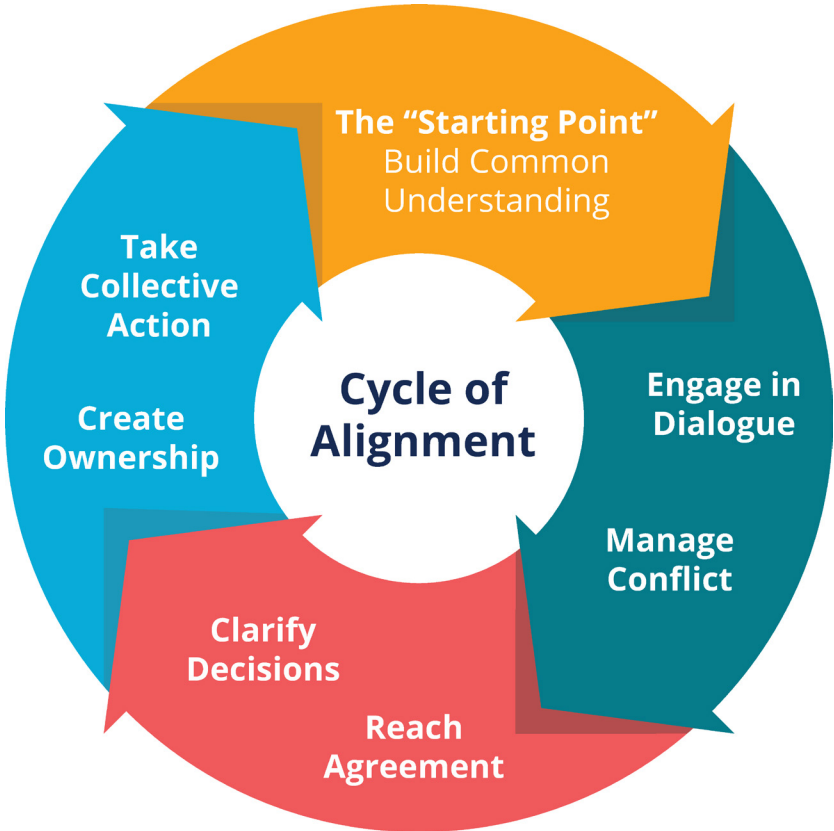 The “Starting Point”
Build Common
Understanding
Engage in
Dialogue
Manage
Conflict
Reach
Agreement
Clarify
Decisions
Create
Ownership
Take
Collective
Action
Cycle of
Alignment